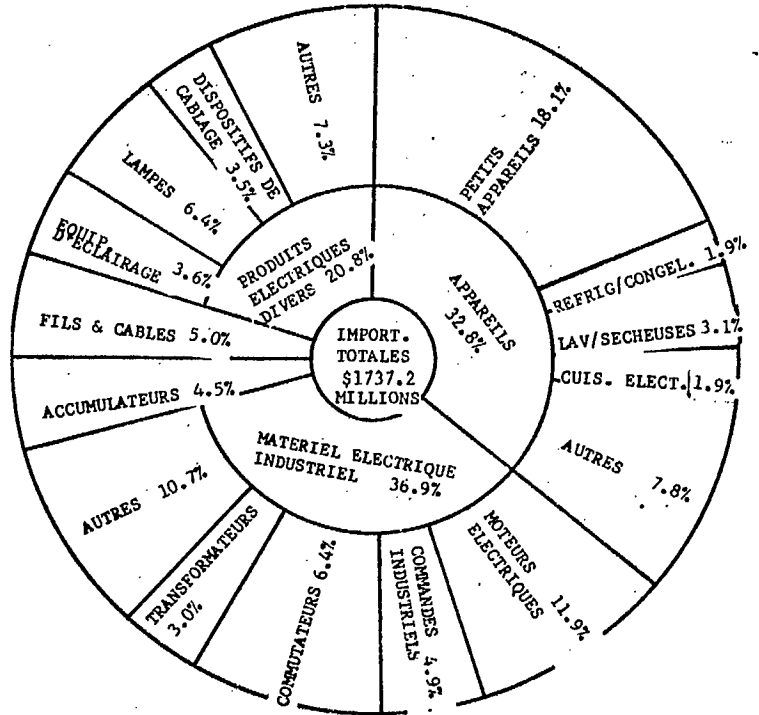 IMPORT.
TOTALES
$1737.2
MILLIONS
APPAREILS
32.8%
PETITS
APPAREILS 18.1%
REFRIG/CONGEL. 1.9%
LAV/SECHEUSES 3.1%
CUIS. ELECT. 1.9%
AUTRES 7.8%
MATERIEL ELECTRIQUE
INDUSTRIEL 36.9%
MOTEURS
ELECTRIQUES 11.9%
COMMANDES
INDUSTRIELS 4.9%
COMMUTATEURS 6.4%
TRANSFORMATEURS
3.0%
AUTRES 10.7%
ACCUMULATEURS 4.5%
FILS & CABLES 5.0%
PRODUITS
ELECTRIQUES
DIVERS 20.8%
EQUIP.
D'ECLAIRAGE 3.6%
LAMPES 6.4%
DISPOSITIFS DE
CABLAGE 3.5%
AUTRES 7.3%